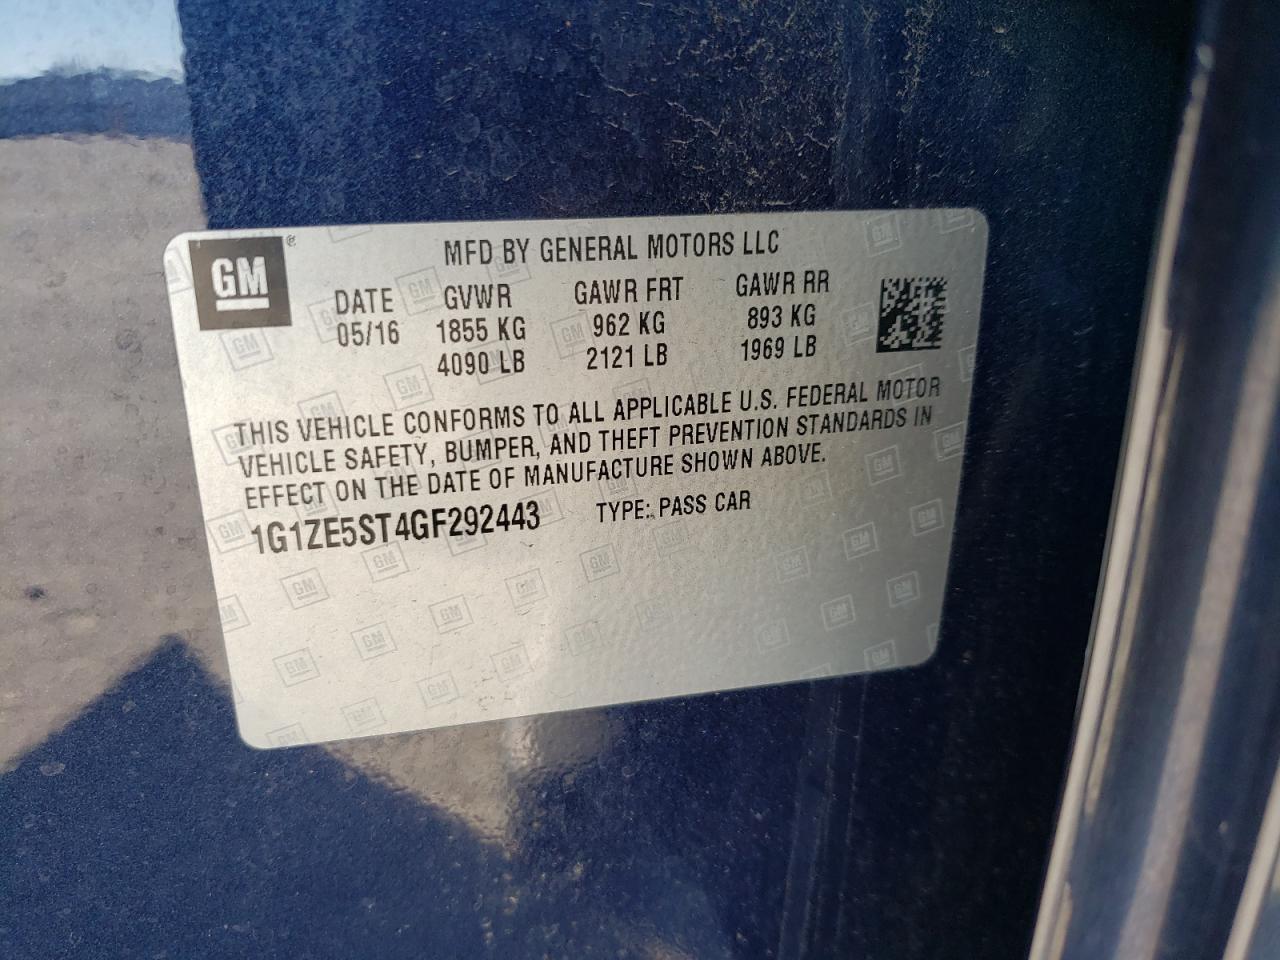 GM ®
MFD BY GENERAL MOTORS LLC
DATE GVWR GAWR FRT GAWR RR
05/16 1855 KG 962 KG 893 KG
4090 LB 2121 LB 1969 LB
THIS VEHICLE CONFORMS TO ALL APPLICABLE U.S. FEDERAL MOTOR
VEHICLE SAFETY, BUMPER, AND THEFT PREVENTION STANDARDS IN
EFFECT ON THE DATE OF MANUFACTURE SHOWN ABOVE.
1G1ZE5ST4GF292443 TYPE: PASS CAR